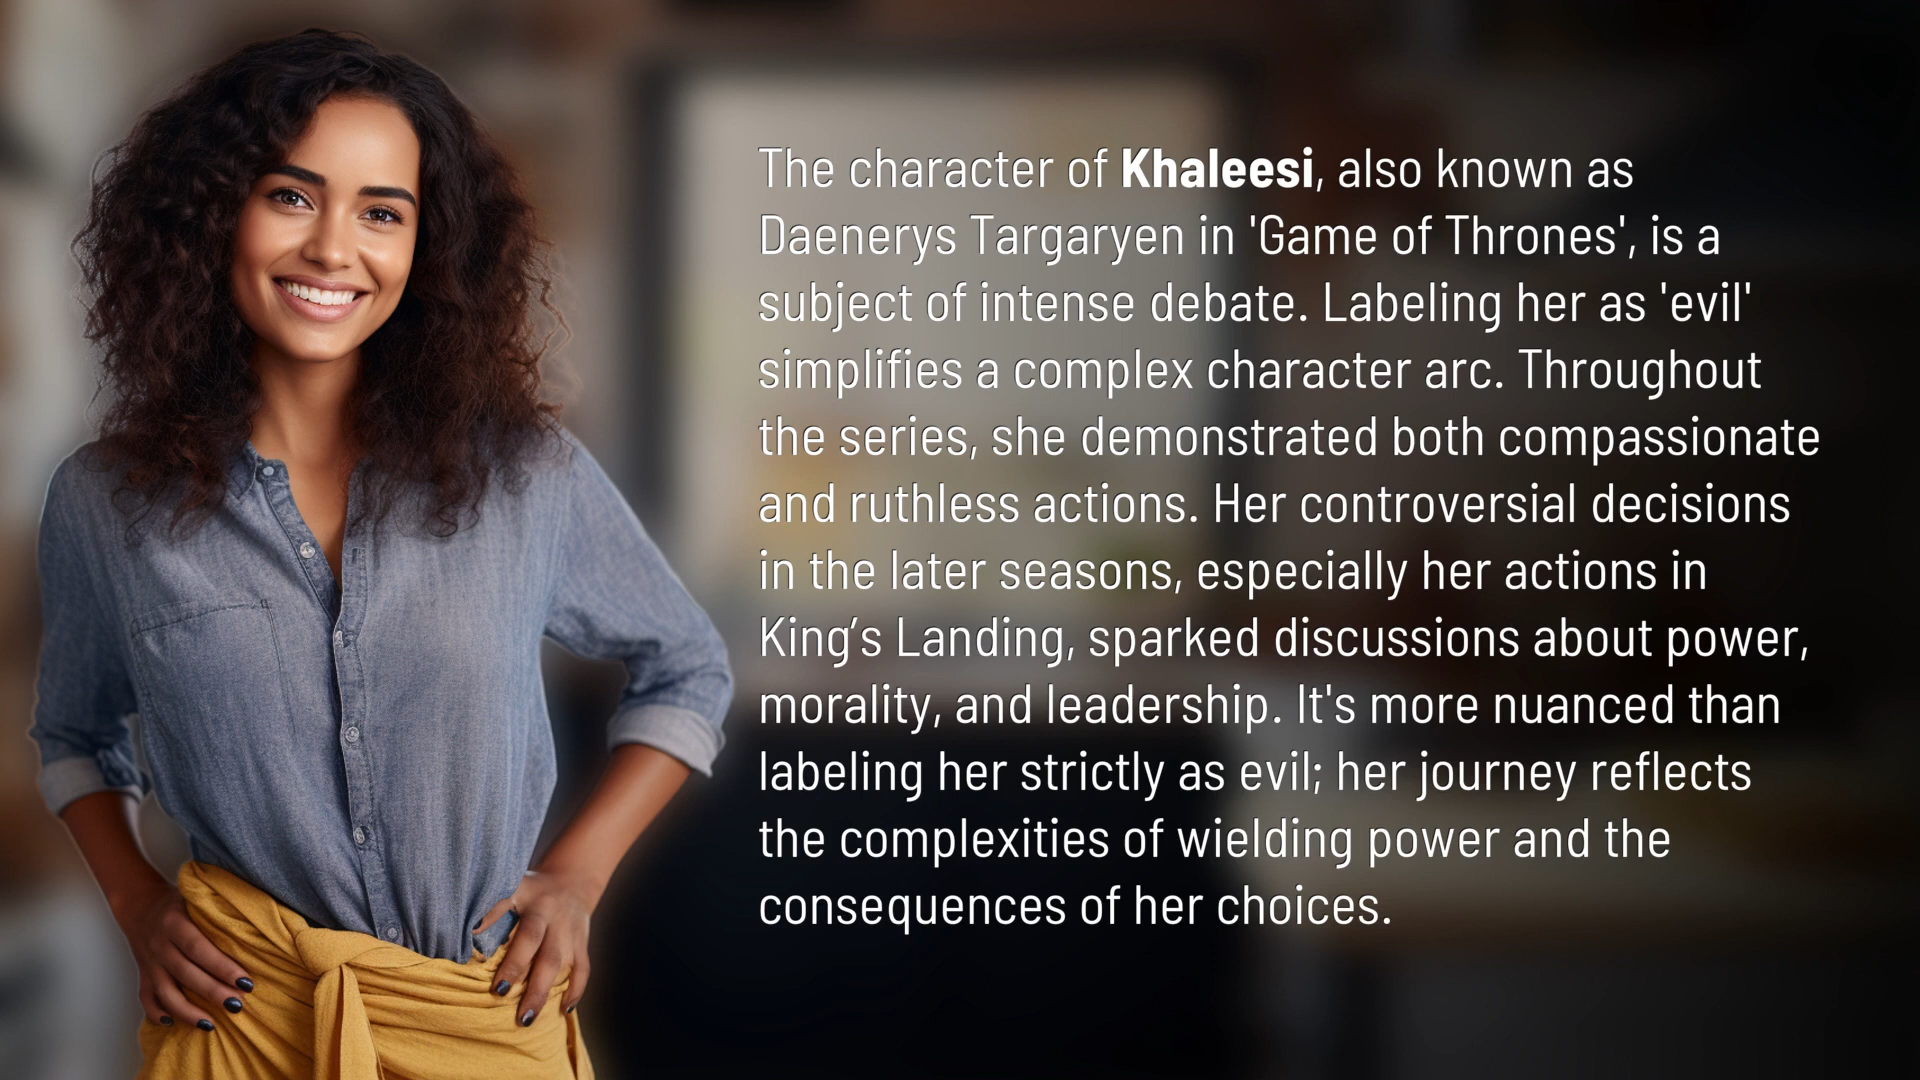 The character of Khaleesi, also known as
Daenerys Targaryen in 'Game of Thrones', is a
subject of intense debate. Labeling her as 'evil'
simplifies a complex character arc. Throughout
the series, she demonstrated both compassionate
and ruthless actions. Her controversial decisions
in the later seasons, especially her actions in
King’s Landing, sparked discussions about power,
morality, and leadership. It's more nuanced than
labeling her strictly as evil; her journey reflects
the complexities of wielding power and the
consequences of her choices.